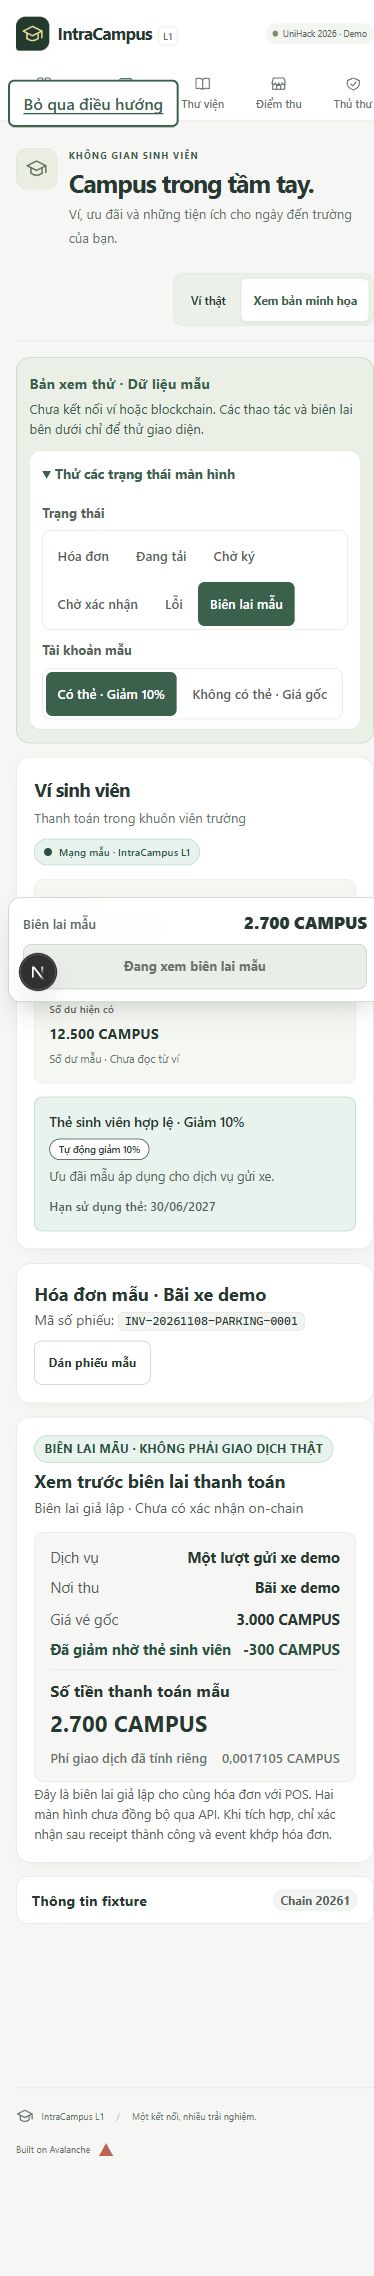 IntraCampus L1
UniHack 2026 · Demo
Bỏ qua điều hướng
Thư viện
Điểm thu
Thủ thư
KHÔNG GIAN SINH VIÊN
Campus trong tầm tay.
Ví, ưu đãi và những tiện ích cho ngày đến trường
của bạn.
Ví thật
Xem bản minh họa
Bản xem thử · Dữ liệu mẫu
Chưa kết nối ví hoặc blockchain. Các thao tác và biên lai
bên dưới chỉ để thử giao diện.
▼ Thử các trạng thái màn hình
Trạng thái
Hóa đơn
Đang tải
Chờ ký
Chờ xác nhận
Lỗi
Biên lai mẫu
Tài khoản mẫu
Có thẻ · Giảm 10%
Không có thẻ · Giá gốc
Ví sinh viên
Thanh toán trong khuôn viên trường
Mạng mẫu · IntraCampus L1
Biên lai mẫu
2.700 CAMPUS
Đang xem biên lai mẫu
N
Số dư hiện có
12.500 CAMPUS
Số dư mẫu · Chưa đọc từ ví
Thẻ sinh viên hợp lệ · Giảm 10%
Tự động giảm 10%
Ưu đãi mẫu áp dụng cho dịch vụ gửi xe.
Hạn sử dụng thẻ: 30/06/2027
Hóa đơn mẫu · Bãi xe demo
Mã số phiếu: INV-20261108-PARKING-0001
Dán phiếu mẫu
BIÊN LAI MẪU · KHÔNG PHẢI GIAO DỊCH THẬT
Xem trước biên lai thanh toán
Biên lai giả lập · Chưa có xác nhận on-chain
Dịch vụ
Một lượt gửi xe demo
Nơi thu
Bãi xe demo
Giá vé gốc
3.000 CAMPUS
Đã giảm nhờ thẻ sinh viên
-300 CAMPUS
Số tiền thanh toán mẫu
2.700 CAMPUS
Phí giao dịch đã tính riêng
0,0017105 CAMPUS
Đây là biên lai giả lập cho cùng hóa đơn với POS. Hai
màn hình chưa đồng bộ qua API. Khi tích hợp, chỉ xác
nhận sau receipt thành công và event khớp hóa đơn.
Thông tin fixture
Chain 20261
IntraCampus L1 / Một kết nối, nhiều trải nghiệm.
Built on Avalanche